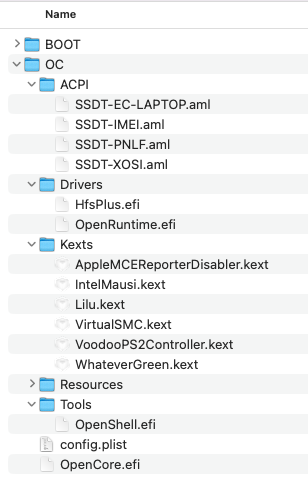 Name
BOOT
OC
ACPI
SSDT-EC-LAPTOP.aml
SSDT-IMEI.aml
SSDT-PNLF.aml
SSDT-XOSI.aml
Drivers
HfsPlus.efi
OpenRuntime.efi
Kexts
AppleMCEReporterDisabler.kext
IntelMausi.kext
Lilu.kext
VirtualSMC.kext
VoodooPS2Controller.kext
WhateverGreen.kext
Resources
Tools
OpenShell.efi
config.plist
OpenCore.efi